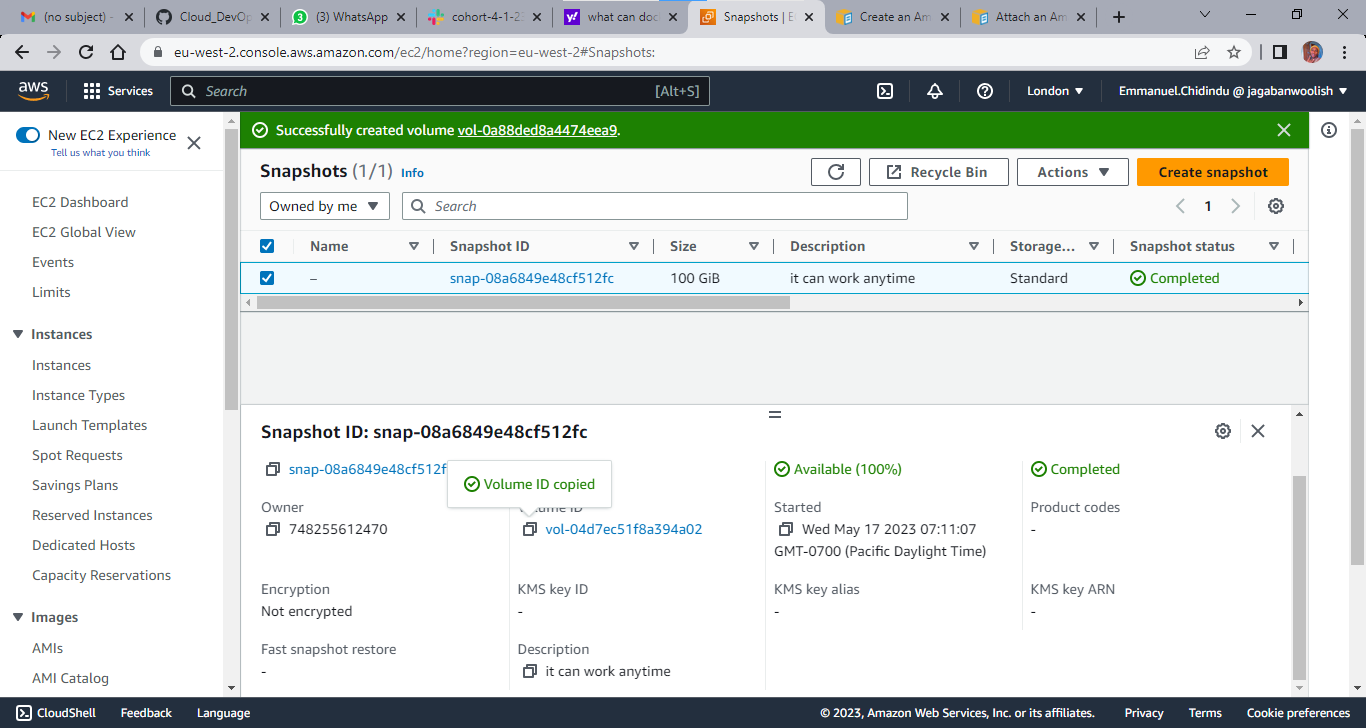 (no subject) -
Cloud_DevOp
(3) WhatsApp
cohort-4-1-23
what can doc
Snapshots | E
Create an Am
Attach an Am
eu-west-2.console.aws.amazon.com/ec2/home?region=eu-west-2#Snapshots:
aws
Services
Search
[Alt+S]
London
Emmanuel.Chidindu @ jagabanwoolish
New EC2 Experience
Tell us what you think
EC2 Dashboard
EC2 Global View
Events
Limits
Instances
Instances
Instance Types
Launch Templates
Spot Requests
Savings Plans
Reserved Instances
Dedicated Hosts
Capacity Reservations
Images
AMIs
AMI Catalog
Successfully created volume vol-0a88ded8a4474eea9.
Snapshots (1/1) Info
Recycle Bin
Actions
Create snapshot
Owned by me
Search
1
Name Snapshot ID Size Description Storage... Snapshot status
– snap-08a6849e48cf512fc 100 GiB it can work anytime Standard Completed
Snapshot ID: snap-08a6849e48cf512fc
snap-08a6849e48cf512f
Volume ID copied
Available (100%)
Completed
Owner
748255612470
Volume ID
vol-04d7ec51f8a394a02
Started
Wed May 17 2023 07:11:07
GMT-0700 (Pacific Daylight Time)
Product codes
-
Encryption
Not encrypted
KMS key ID
-
KMS key alias
-
KMS key ARN
-
Fast snapshot restore
-
Description
it can work anytime
CloudShell Feedback Language
© 2023, Amazon Web Services, Inc. or its affiliates. Privacy Terms Cookie preferences